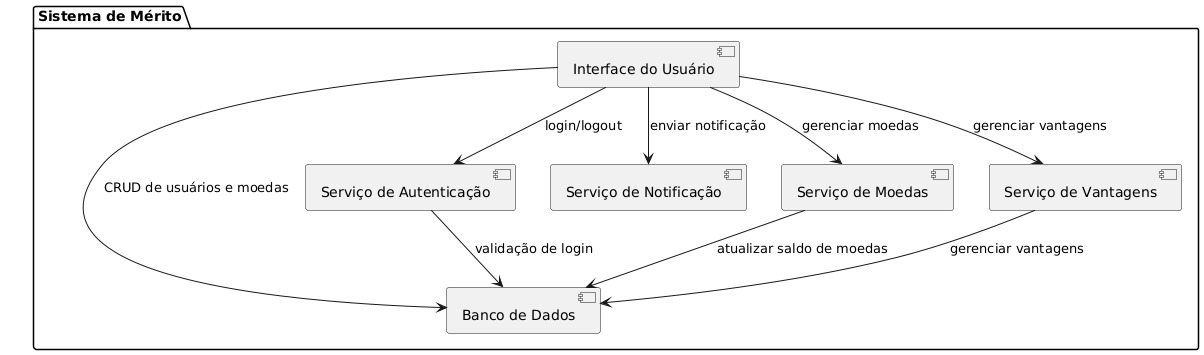 Sistema de Mérito
Interface do Usuário
login/logout
enviar notificação
gerenciar moedas
gerenciar vantagens
CRUD de usuários e moedas
Serviço de Autenticação
Serviço de Notificação
Serviço de Moedas
Serviço de Vantagens
validação de login
atualizar saldo de moedas
gerenciar vantagens
Banco de Dados